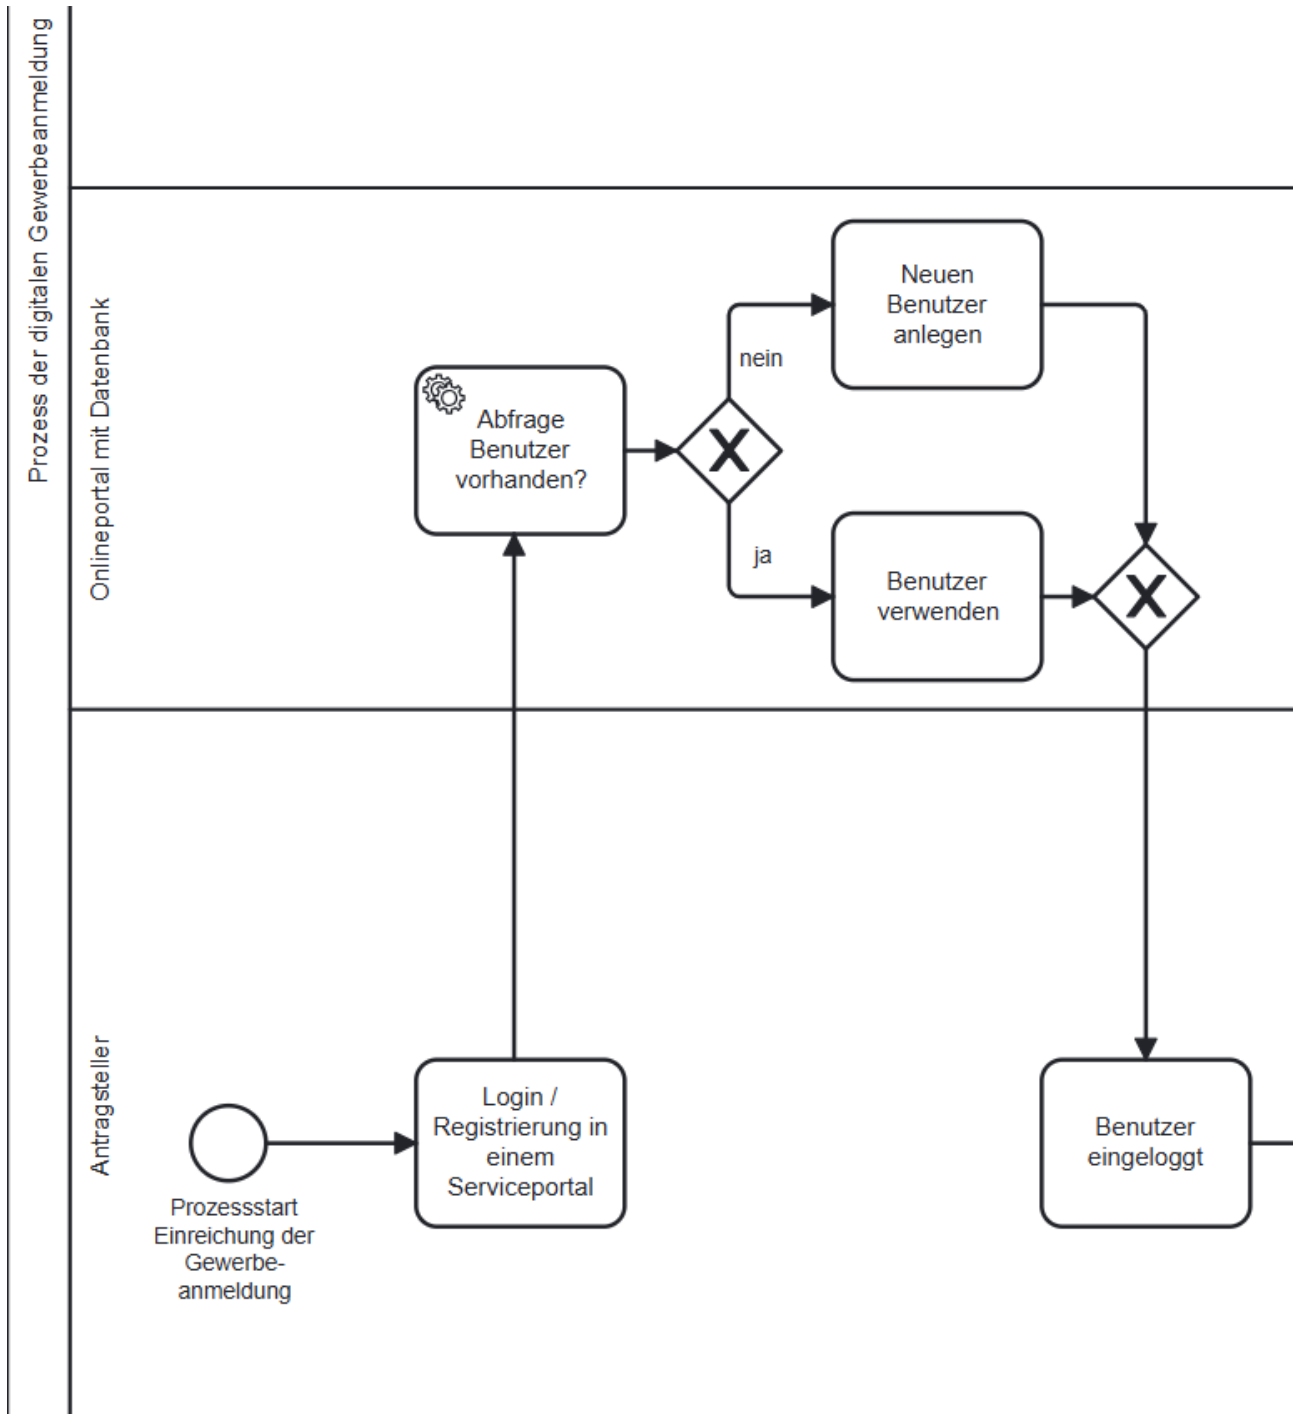 Prozess der digitalen Gewerbeanmeldung
Onlineportal mit Datenbank
Abfrage
Benutzer
vorhanden?
nein
ja
Neuen
Benutzer
anlegen
Benutzer
verwenden
Antragsteller
Prozessstart
Einreichung der
Gewerbe-
anmeldung
Login /
Registrierung in
einem
Serviceportal
Benutzer
eingeloggt